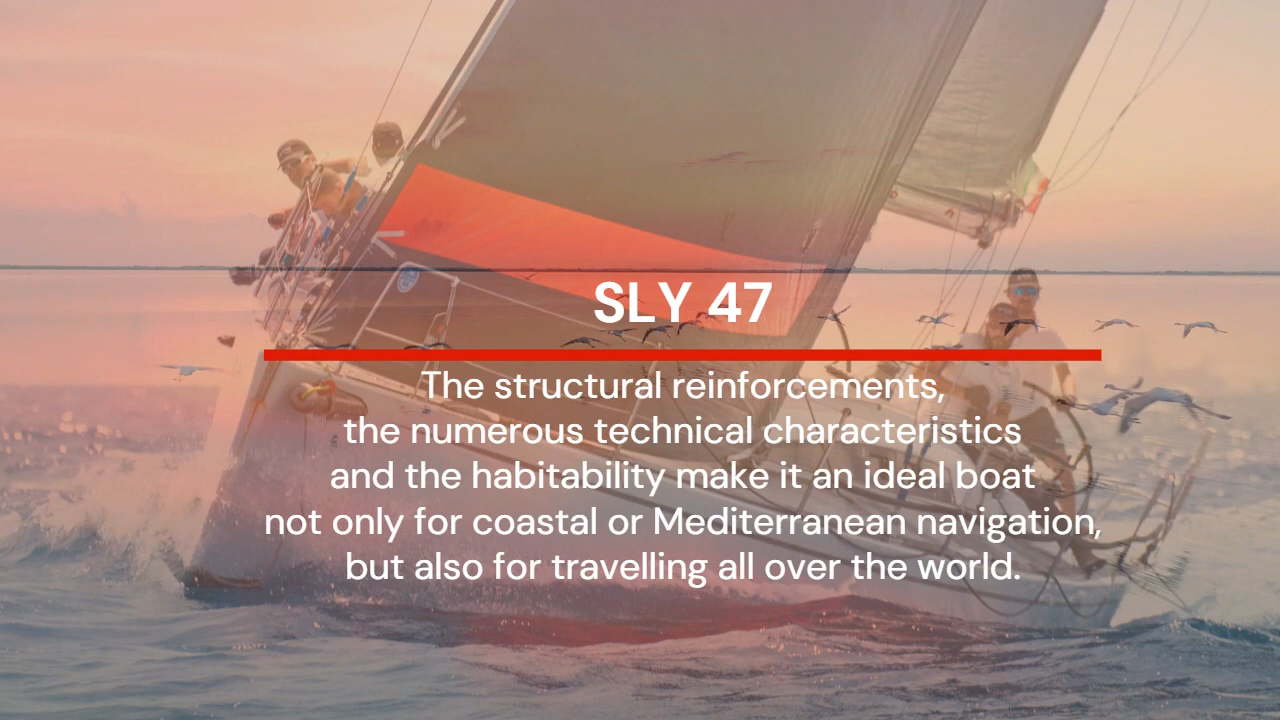 SLY 47
The structural reinforcements,
the numerous technical characteristics
and the habitability make it an ideal boat
not only for coastal or Mediterranean navigation,
but also for travelling all over the world.